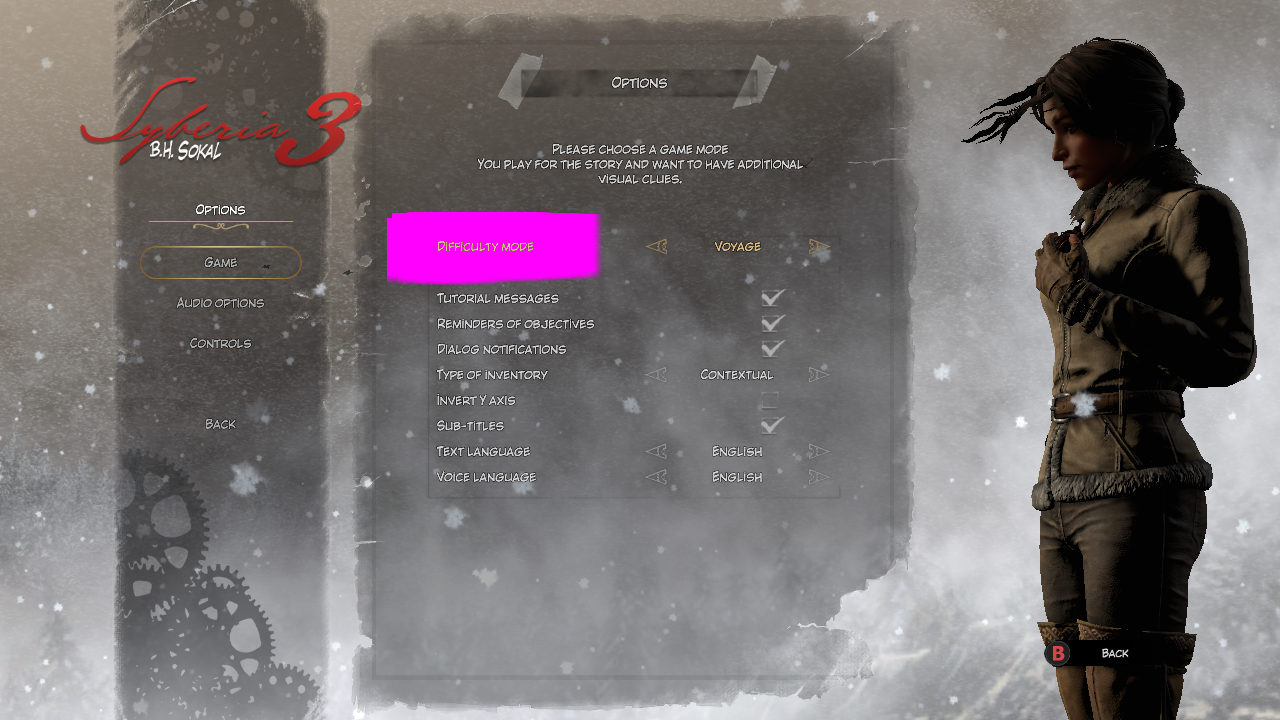 Syberia 3
B.H. SOKAL
OPTIONS
GAME
AUDIO OPTIONS
CONTROLS
BACK
OPTIONS
PLEASE CHOOSE A GAME MODE
YOU PLAY FOR THE STORY AND WANT TO HAVE ADDITIONAL
VISUAL CLUES.
DIFFICULTY MODE VOYAGE
TUTORIAL MESSAGES
REMINDERS OF OBJECTIVES
DIALOG NOTIFICATIONS
TYPE OF INVENTORY CONTEXTUAL
INVERT Y AXIS
SUB-TITLES
TEXT LANGUAGE ENGLISH
VOICE LANGUAGE ENGLISH
B BACK